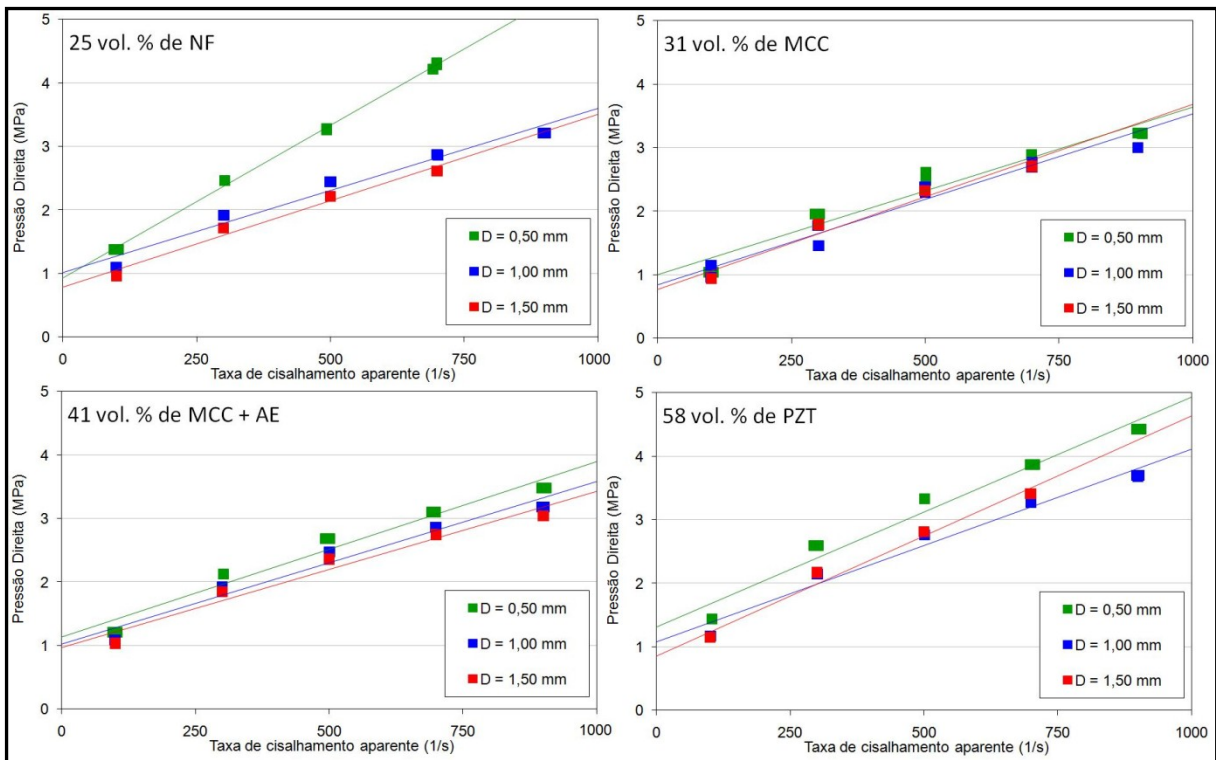 25 vol. % de NF
Pressão Direita (MPa)
5
4
3
2
1
0
0
250
500
750
1000
Taxa de cisalhamento aparente (1/s)
D = 0,50 mm
D = 1,00 mm
D = 1,50 mm
31 vol. % de MCC
Pressão Direita (MPa)
5
4
3
2
1
0
0
250
500
750
1000
Taxa de cisalhamento aparente (1/s)
D = 0,50 mm
D = 1,00 mm
D = 1,50 mm
41 vol. % de MCC + AE
Pressão Direita (MPa)
5
4
3
2
1
0
0
250
500
750
1000
Taxa de cisalhamento aparente (1/s)
D = 0,50 mm
D = 1,00 mm
D = 1,50 mm
58 vol. % de PZT
Pressão Direita (MPa)
5
4
3
2
1
0
0
250
500
750
1000
Taxa de cisalhamento aparente (1/s)
D = 0,50 mm
D = 1,00 mm
D = 1,50 mm